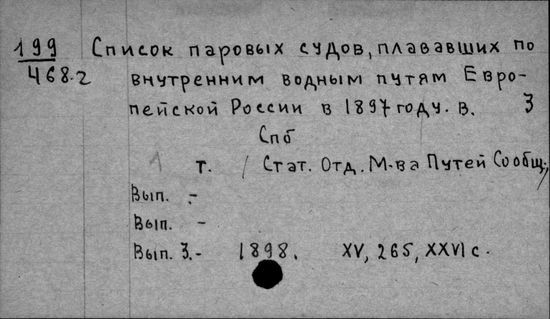 199 Список паровых судов, плававших по
468.2 внутренним водным путям Евро-
пейской России в 1897 году. В. 3
Спб
1 т. / Стат. Отд. М-ва Путей Сообщ./
Вып. -
Вып. -
Вып. 3.- 1898. XV, 265, XXVI с.